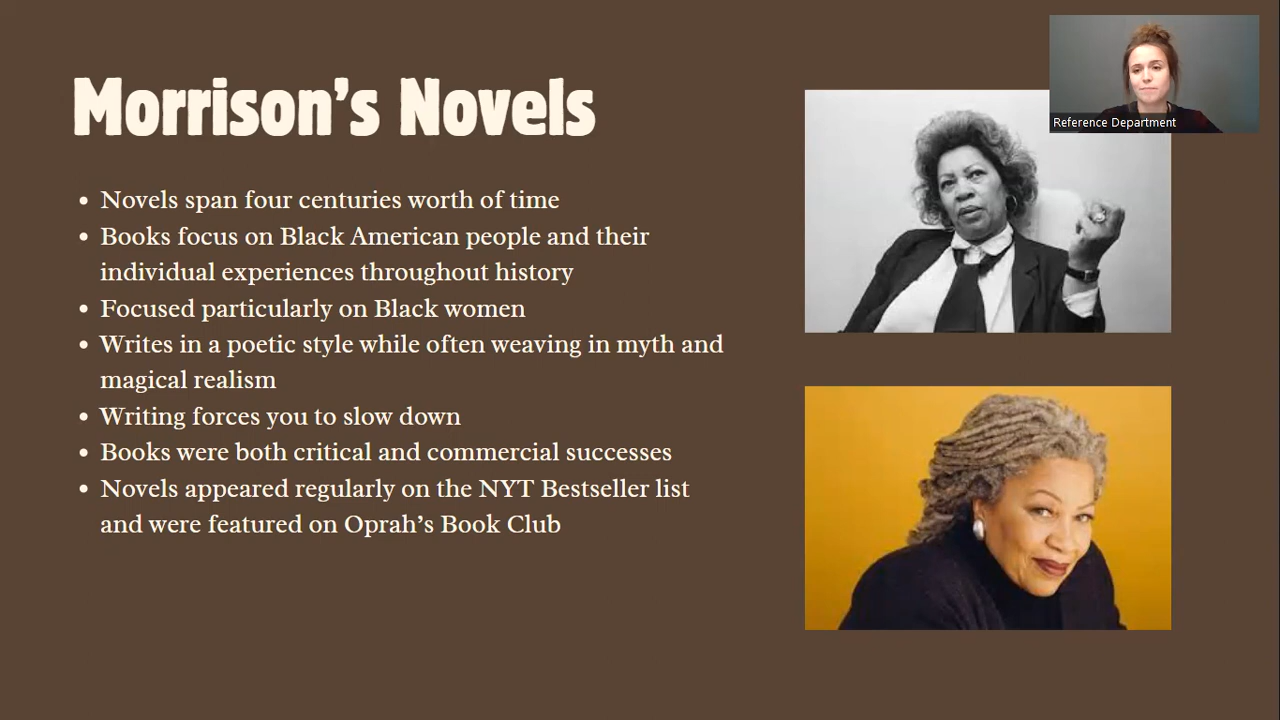 Morrison's Novels
Reference Department
• Novels span four centuries worth of time
• Books focus on Black American people and their
individual experiences throughout history
• Focused particularly on Black women
• Writes in a poetic style while often weaving in myth and
magical realism
• Writing forces you to slow down
• Books were both critical and commercial successes
• Novels appeared regularly on the NYT Bestseller list
and were featured on Oprah's Book Club